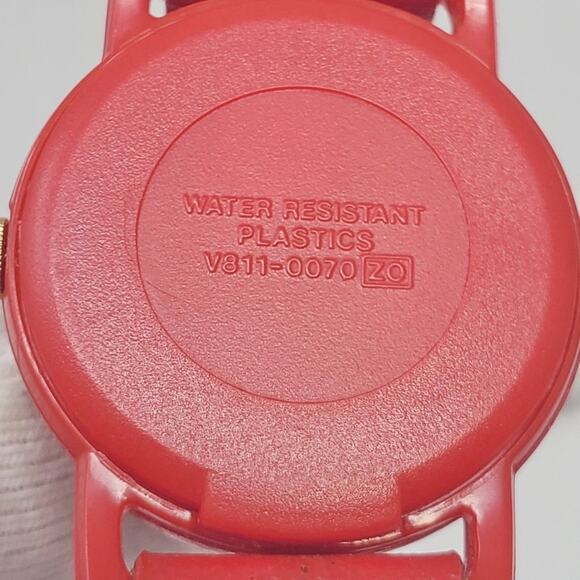 WATER RESISTANT
PLASTICS
V811-0070 ZO